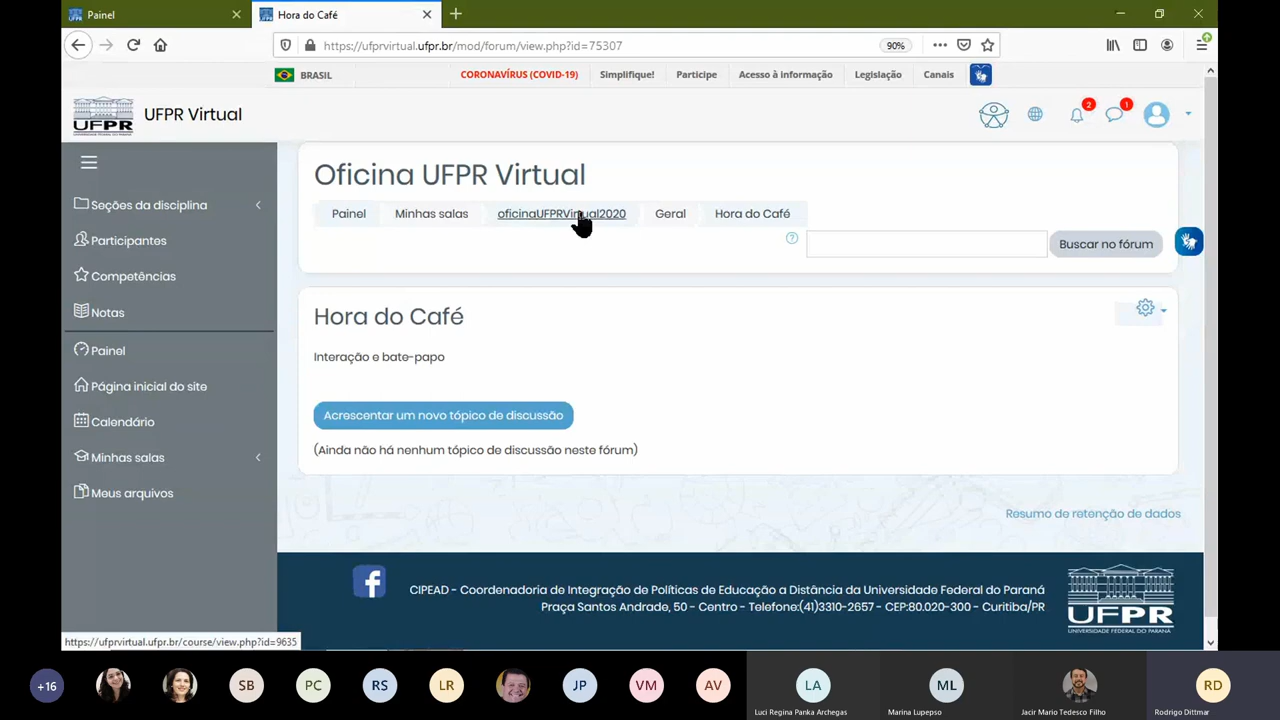 Painel
Hora do Café
https://ufprvirtual.ufpr.br/mod/forum/view.php?id=75307
90%
BRASIL
CORONAVÍRUS (COVID-19)
Simplifique!
Participe
Acesso à informação
Legislação
Canais
UFPR
UFPR Virtual
2
1
Seções da disciplina
Participantes
Competências
Notas
Painel
Página inicial do site
Calendário
Minhas salas
Meus arquivos
Oficina UFPR Virtual
Painel
Minhas salas
oficinaUFPRVirtual2020
Geral
Hora do Café
Buscar no fórum
Hora do Café
Interação e bate-papo
Acrescentar um novo tópico de discussão
(Ainda não há nenhum tópico de discussão neste fórum)
Resumo de retenção de dados
CIPEAD - Coordenadoria de Integração de Políticas de Educação a Distância da Universidade Federal do Paraná
Praça Santos Andrade, 50 - Centro - Telefone:(41)3310-2657 - CEP:80.020-300 - Curitiba/PR
UFPR
UNIVERSIDADE FEDERAL DO PARANÁ
https://ufprvirtual.ufpr.br/course/view.php?id=9635
+16
SB
PC
RS
LR
JP
VM
AV
LA
Luci Regina Panka Archegas
ML
Marina Lupepso
Jacir Mario Tedesco Filho
RD
Rodrigo Dittmar